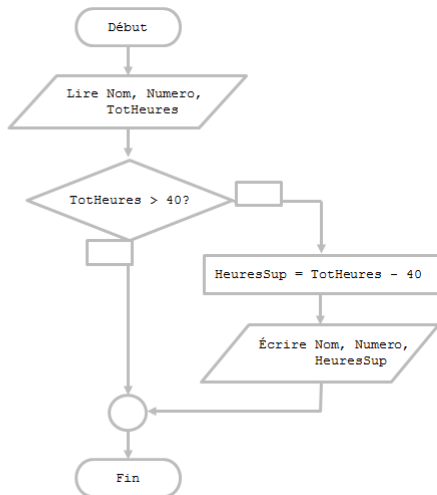 Début
Lire Nom, Numero,
TotHeures
TotHeures > 40?
HeuresSup = TotHeures - 40
Écrire Nom, Numero,
HeuresSup
Fin